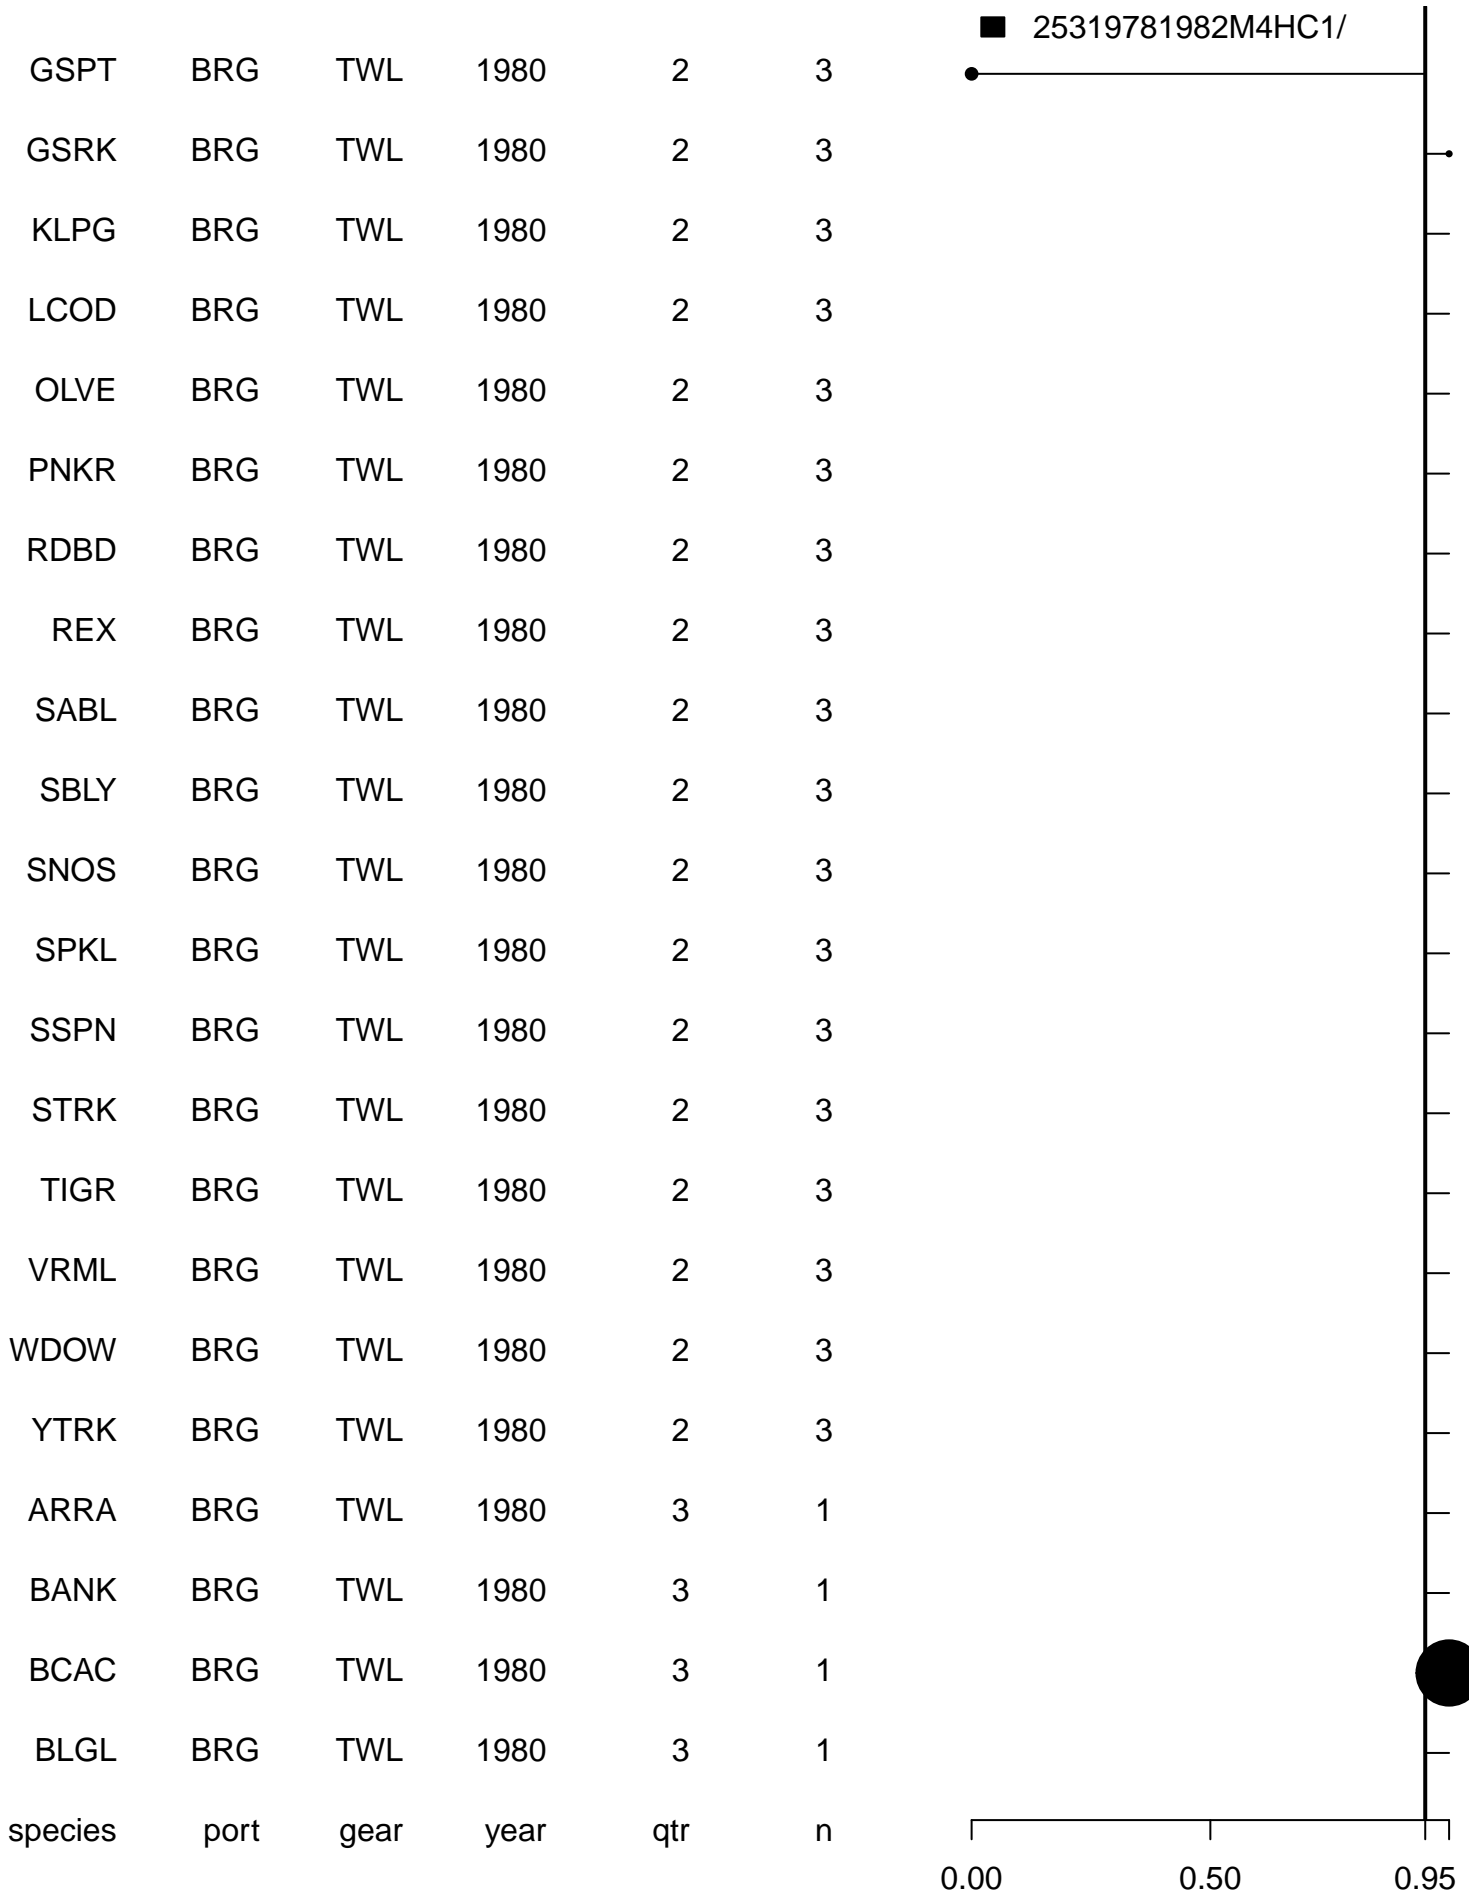 25319781982M4HC1/
GSPT BRG TWL 1980 2 3
GSRK BRG TWL 1980 2 3
KLPG BRG TWL 1980 2 3
LCOD BRG TWL 1980 2 3
OLVE BRG TWL 1980 2 3
PNKR BRG TWL 1980 2 3
RDBD BRG TWL 1980 2 3
REX BRG TWL 1980 2 3
SABL BRG TWL 1980 2 3
SBLY BRG TWL 1980 2 3
SNOS BRG TWL 1980 2 3
SPKL BRG TWL 1980 2 3
SSPN BRG TWL 1980 2 3
STRK BRG TWL 1980 2 3
TIGR BRG TWL 1980 2 3
VRML BRG TWL 1980 2 3
WDOW BRG TWL 1980 2 3
YTRK BRG TWL 1980 2 3
ARRA BRG TWL 1980 3 1
BANK BRG TWL 1980 3 1
BCAC BRG TWL 1980 3 1
BLGL BRG TWL 1980 3 1
species port gear year qtr n
0.00 0.50 0.95